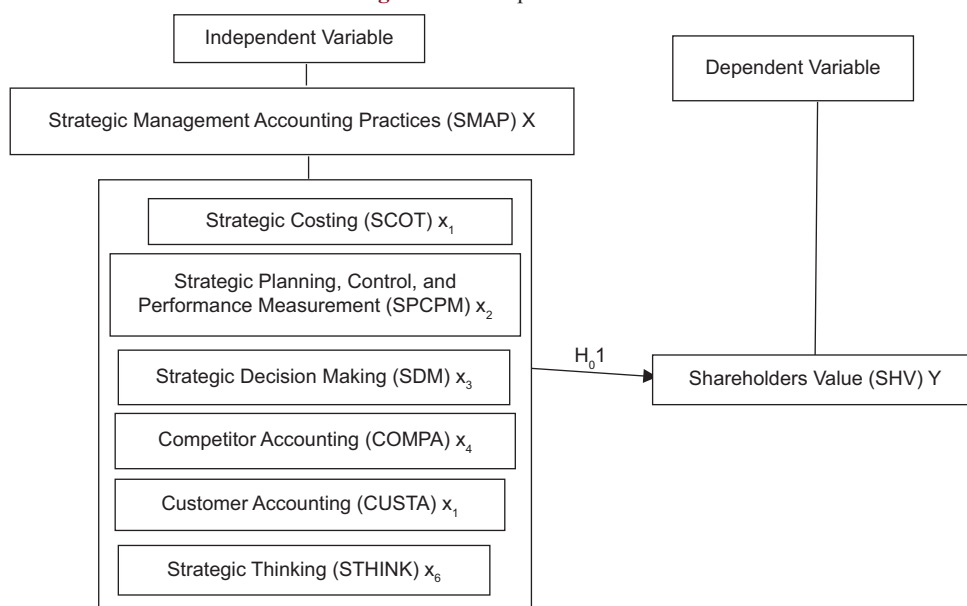 Independent Variable
Dependent Variable
Strategic Management Accounting Practices (SMAP) X
Strategic Costing (SCOT) x₁
Strategic Planning, Control, and
Performance Measurement (SPCPM) x₂
Strategic Decision Making (SDM) x₃
Competitor Accounting (COMPA) x₄
Customer Accounting (CUSTA) x₁
Strategic Thinking (STHINK) x₆
H₀1
Shareholders Value (SHV) Y